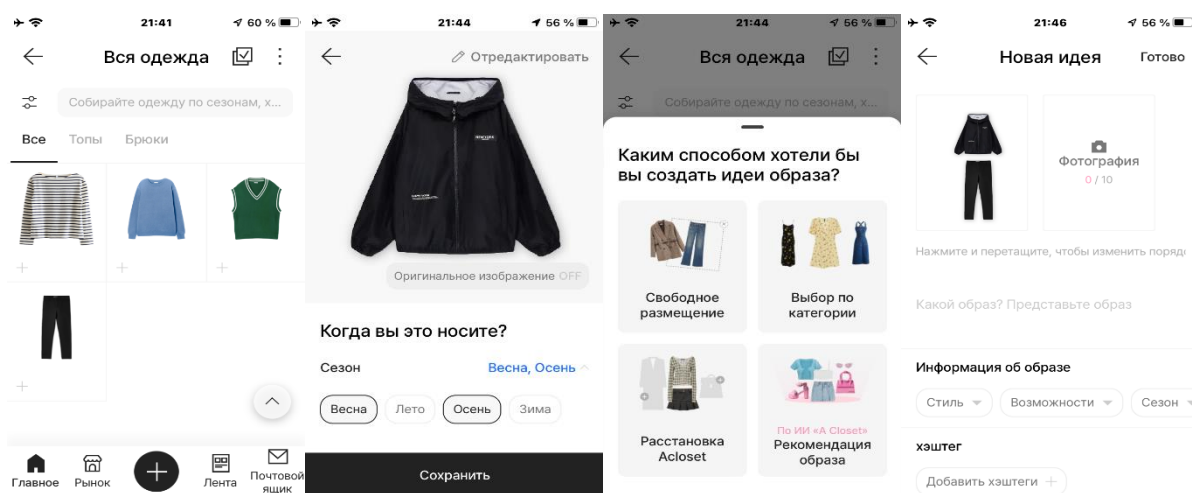 21:41
60 %
Вся одежда
Собирайте одежду по сезонам, х...
Все Топы Брюки
Главное
Рынок
Лента
Почтовой
ящик
21:44
56 %
Отредактировать
Оригинальное изображение OFF
Когда вы это носите?
Сезон
Весна, Осень
Весна Лето Осень Зима
Сохранить
21:44
56 %
Вся одежда
Собирайте одежду по сезонам, х...
Каким способом хотели бы
вы создать идеи образа?
Свободное
размещение
Выбор по
категории
Расстановка
Acloset
По ИИ «A Closet»
Рекомендация
образа
21:46
56 %
Новая идея
Готово
Фотография
0 / 10
Нажмите и перетащите, чтобы изменить порядо
Какой образ? Представьте образ
Информация об образе
Стиль Возможности Сезон
хэштег
Добавить хэштеги +